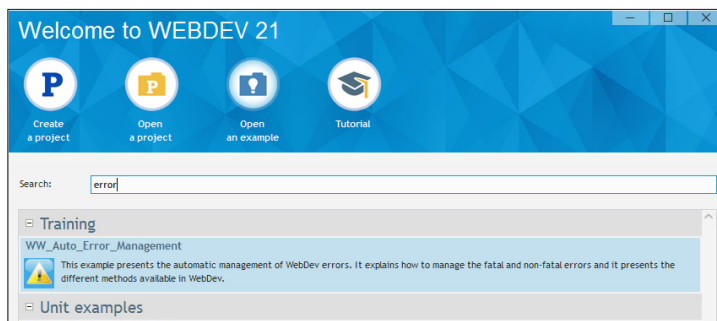 Welcome to WEBDEV 21
P
P
Create
a project
Open
a project
Open
an example
Tutorial
Search:
error
Training
WW_Auto_Error_Management
This example presents the automatic management of WebDev errors. It explains how to manage the fatal and non-fatal errors and it presents the
different methods available in WebDev.
Unit examples